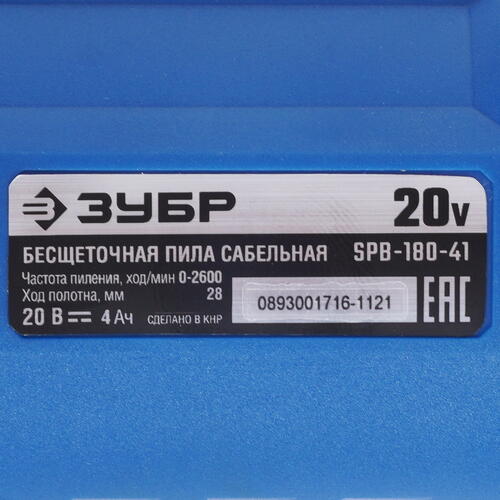 ЗУБР 20v
БЕСЩЕТОЧНАЯ ПИЛА САБЕЛЬНАЯ SPB-180-41
Частота пиления, ход/мин 0-2600
Ход полотна, мм 28
0893001716-1121
EAC
20 В 4 Ач СДЕЛАНО В КНР